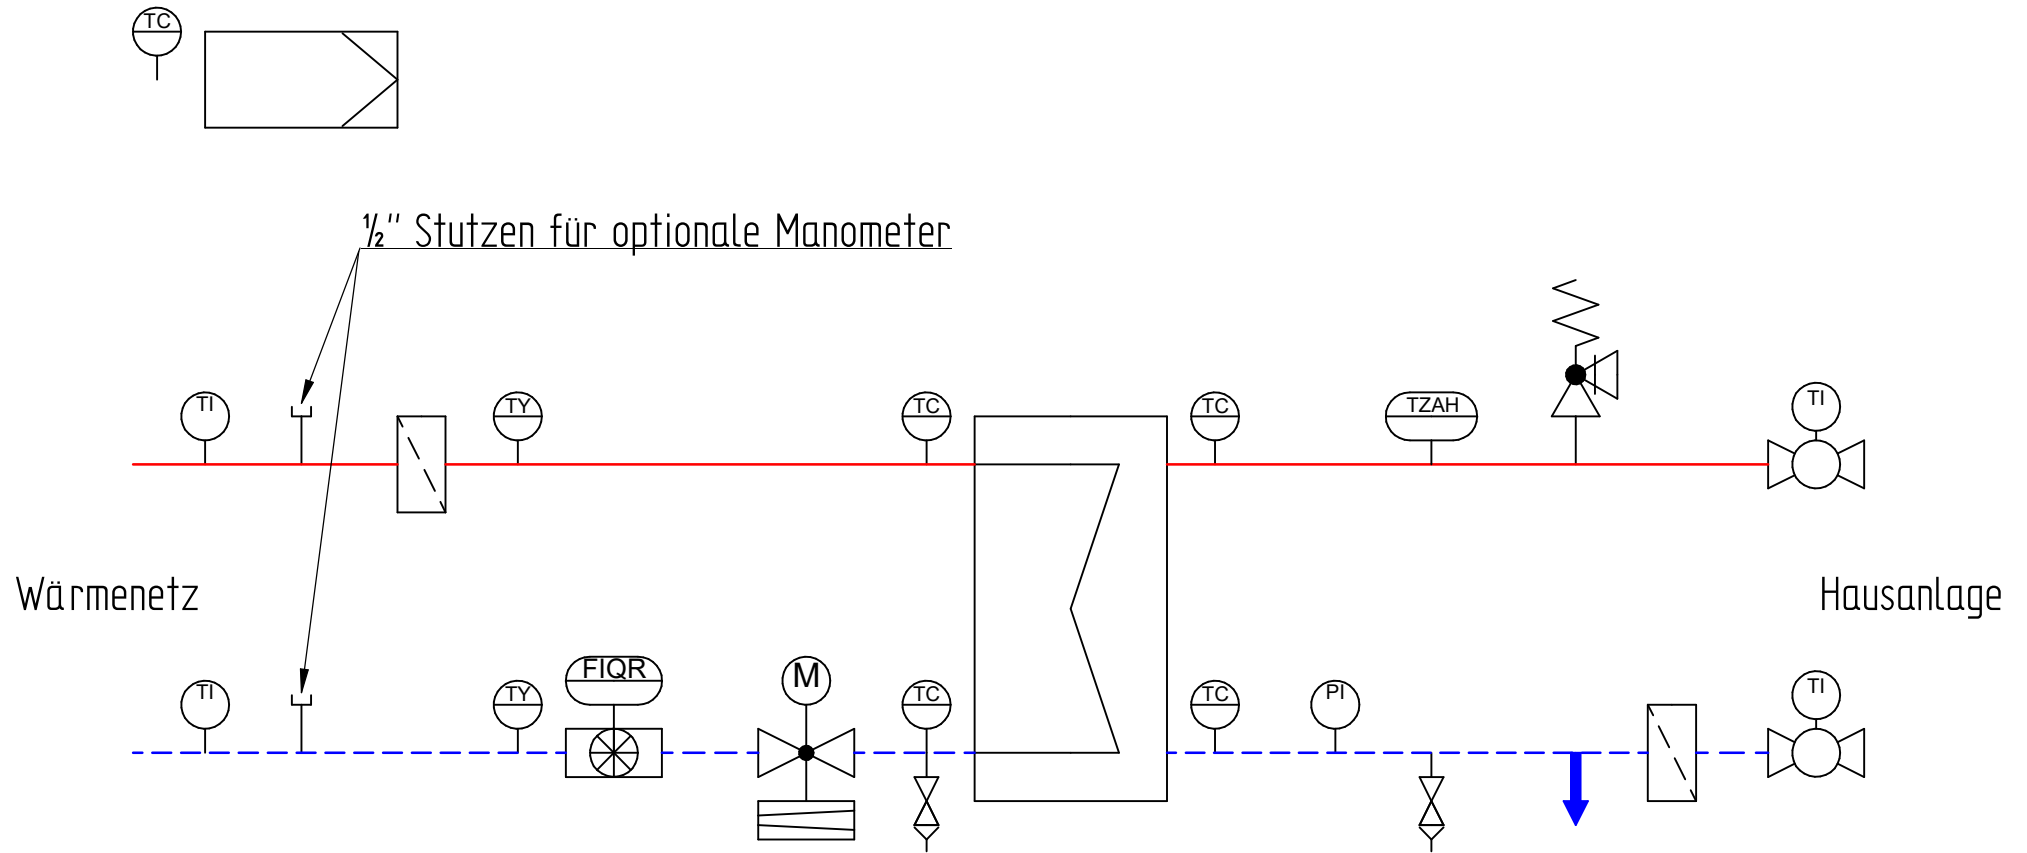 TC
½" Stutzen für optionale Manometer
TI
TY
TC
TC
TZAH
TI
Wärmenetz
Hausanlage
TI
TY
FIQR
M
TC
TC
PI
TI